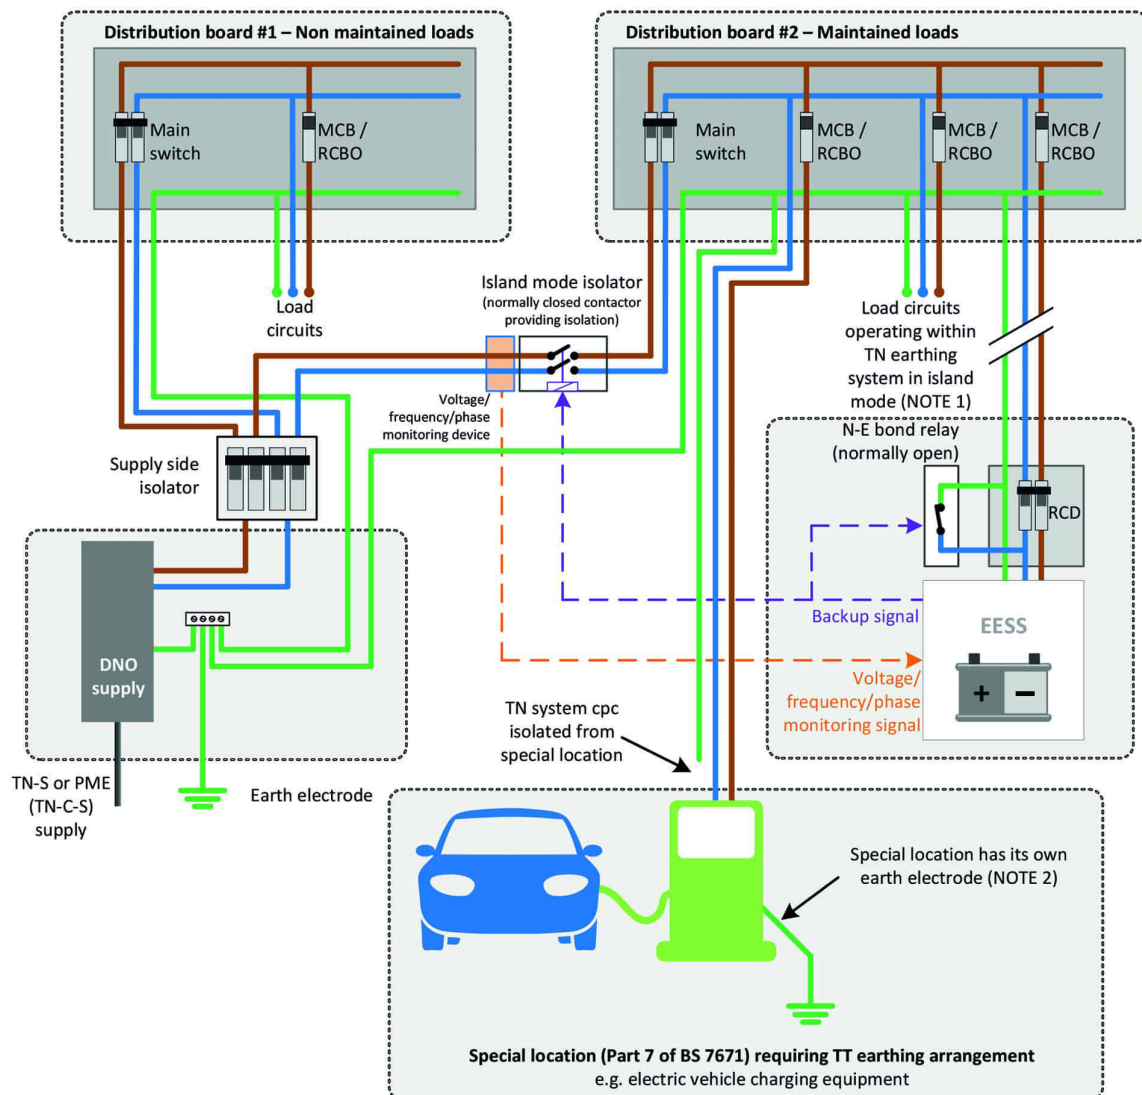 Distribution board #1 – Non maintained loads
Main
switch
MCB /
RCBO
Load
circuits
Distribution board #2 – Maintained loads
Main
switch
MCB /
RCBO
MCB /
RCBO
MCB /
RCBO
Island mode isolator
(normally closed contactor
providing isolation)
Voltage/
frequency/phase
monitoring device
Load circuits
operating within
TN earthing
system in island
mode (NOTE 1)
N-E bond relay
(normally open)
RCD
Supply side
isolator
Backup signal
EESS
+ –
Voltage/
frequency/phase
monitoring signal
DNO
supply
TN-S or PME
(TN-C-S)
supply
Earth electrode
TN system cpc
isolated from
special location
Special location has its own
earth electrode (NOTE 2)
Special location (Part 7 of BS 7671) requiring TT earthing arrangement
e.g. electric vehicle charging equipment